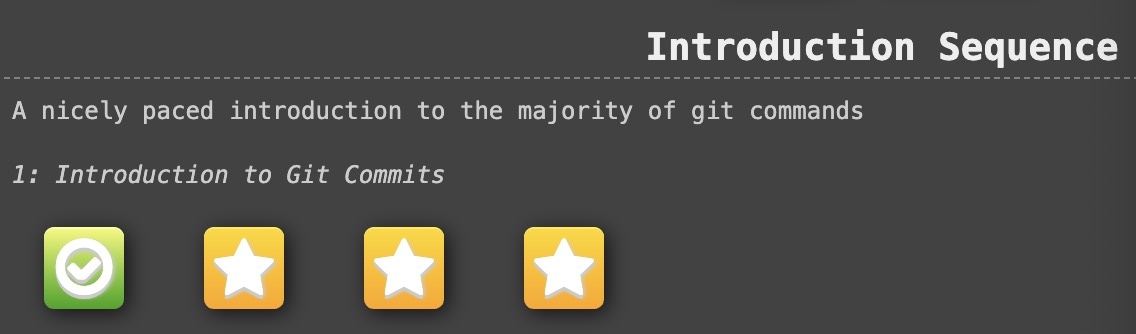 Introduction Sequence
A nicely paced introduction to the majority of git commands
1: Introduction to Git Commits